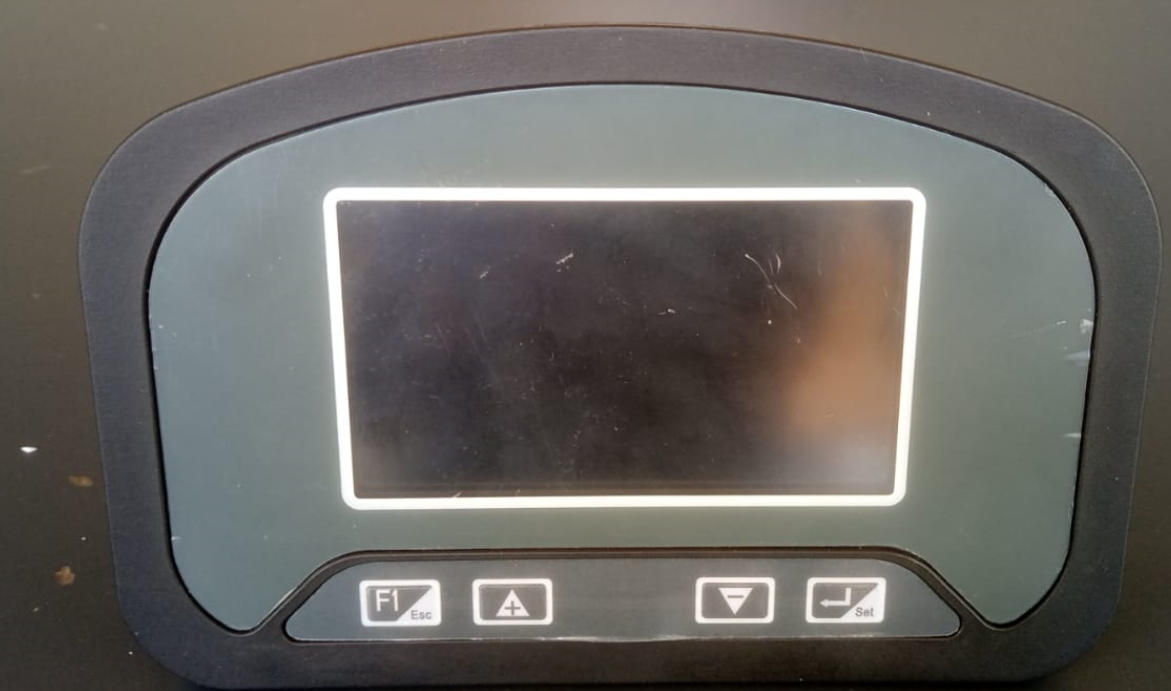 F1 Esc + - Set